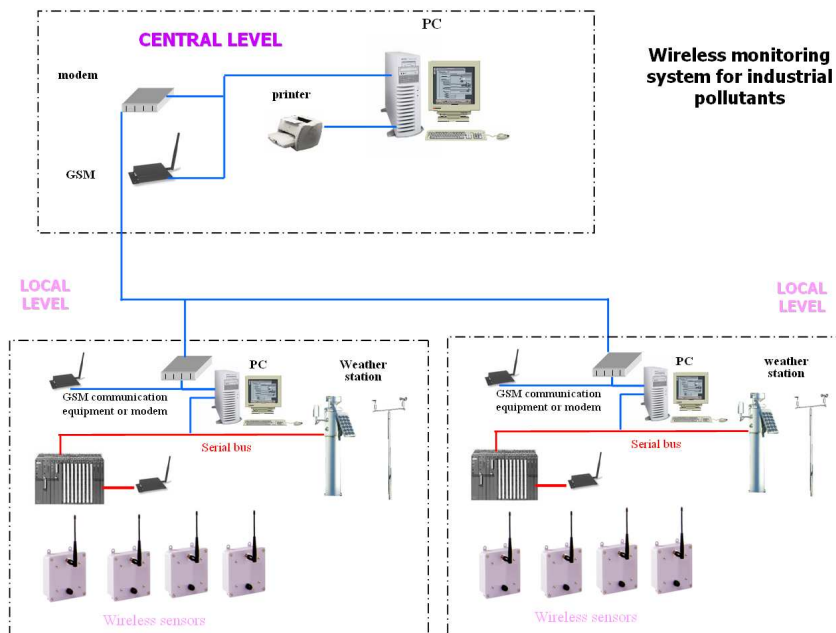 CENTRAL LEVEL
PC
Wireless monitoring
system for industrial
pollutants
modem
printer
GSM
LOCAL
LEVEL
LOCAL
LEVEL
PC
Weather
station
GSM communication
equipment or modem
Serial bus
Wireless sensors
PC
weather
station
GSM communication
equipment or modem
Serial bus
Wireless sensors